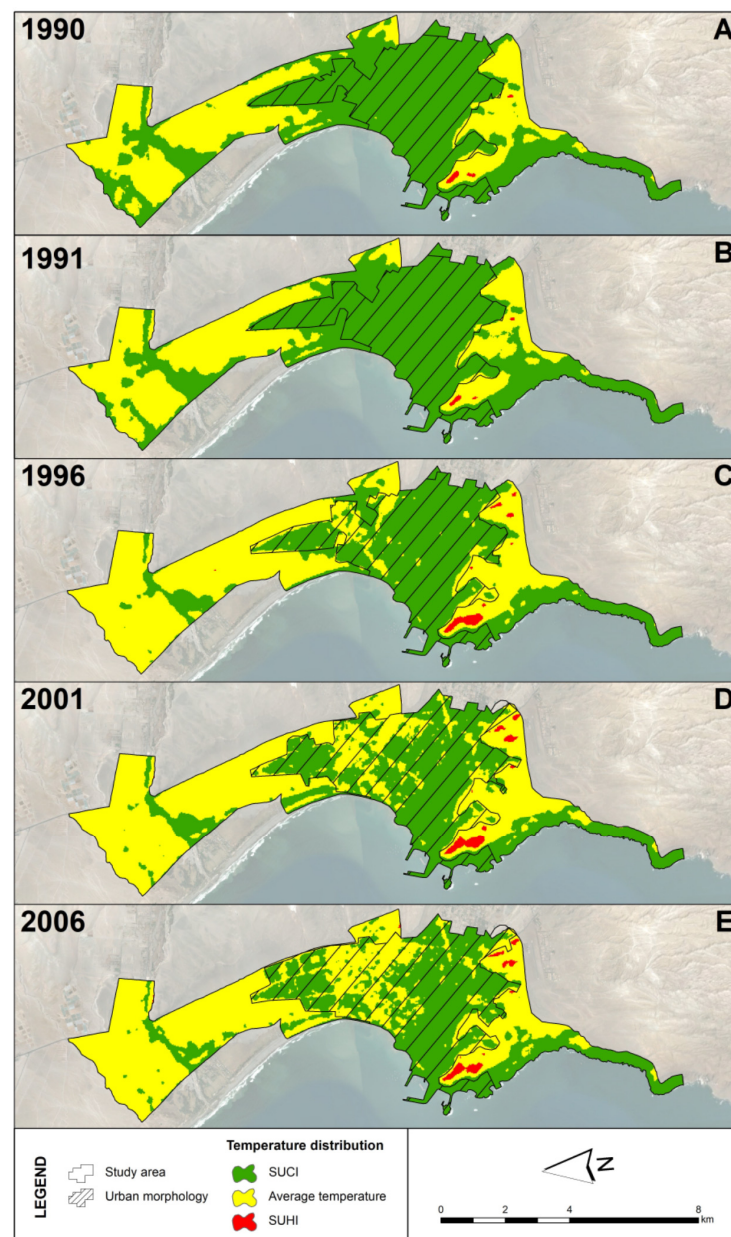 1990
A
1991
B
1996
C
2001
D
2006
E
LEGEND
Study area
Urban morphology
Temperature distribution
SUCI
Average temperature
SUHI
N
0 2 4 8
km